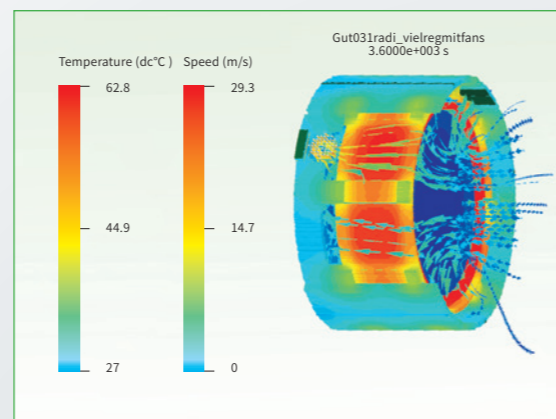 Gut031radi_vielregmitfans
3.6000e+003 s
Temperature (dc°C ) Speed (m/s)
62.8 29.3
44.9 14.7
27 0